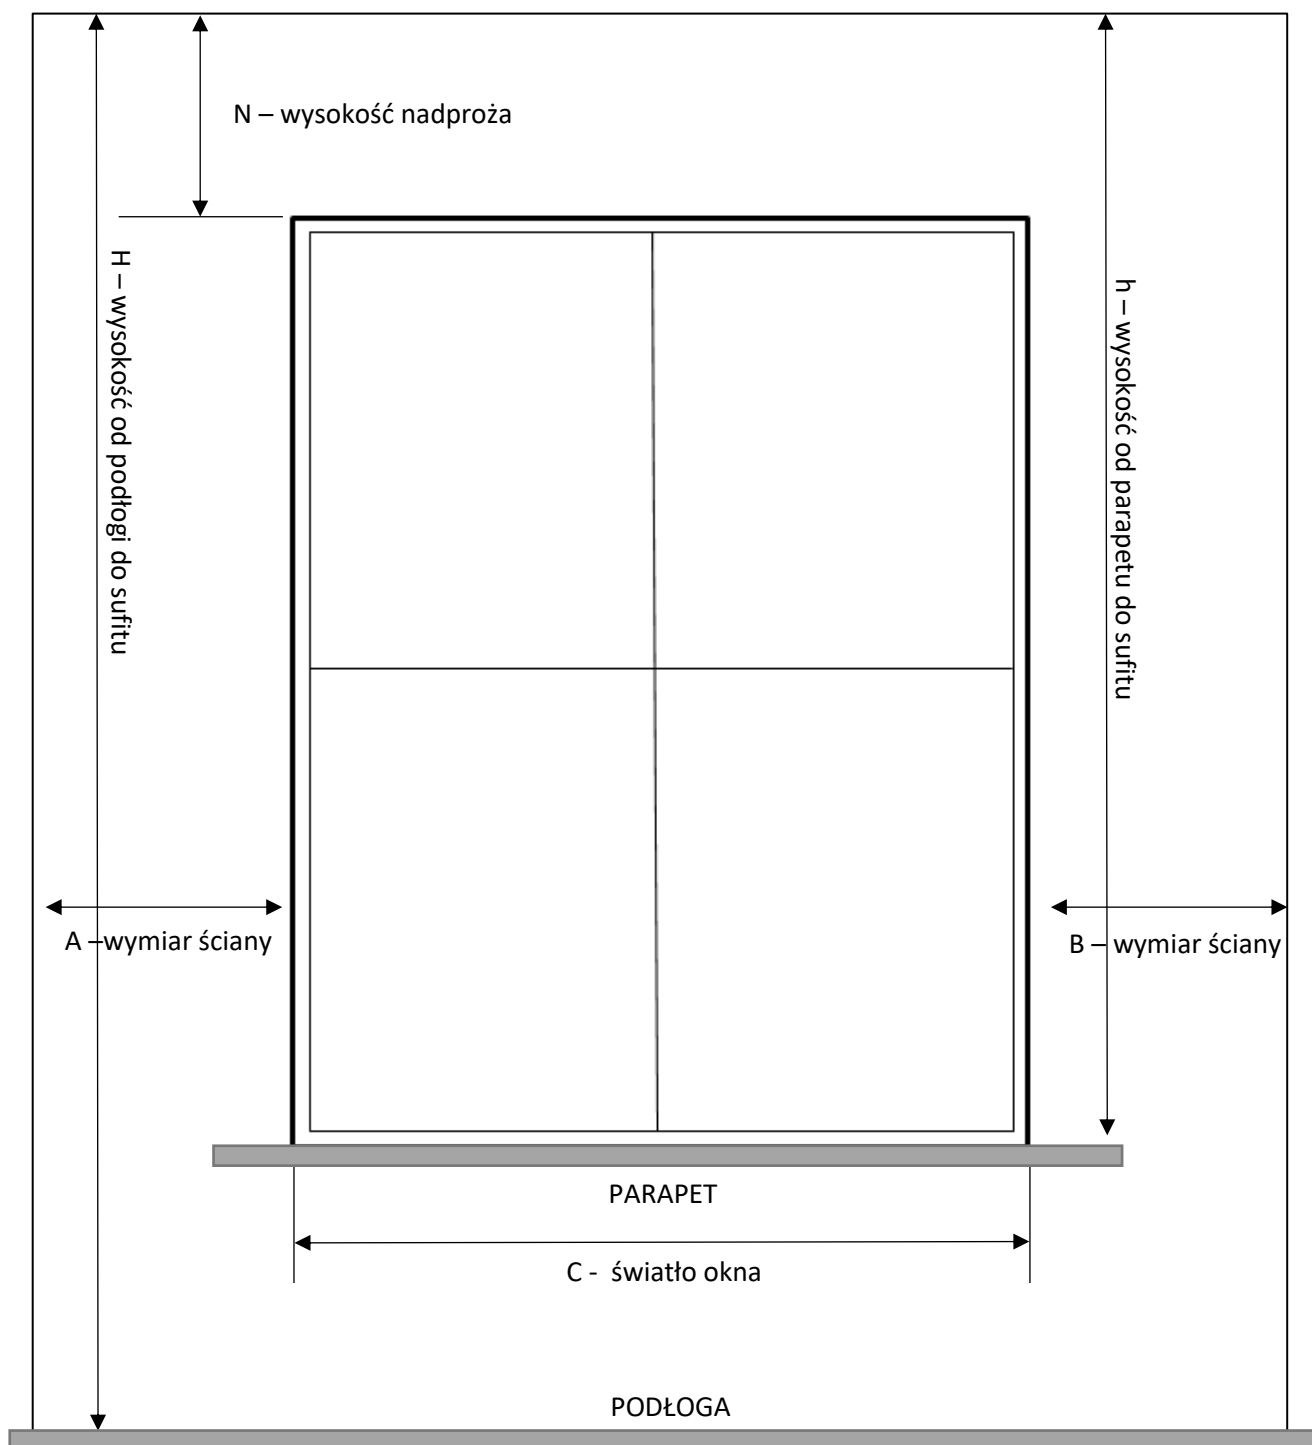 N – wysokość nadproża
H – wysokość od podłogi do sufitu
h – wysokość od parapetu do sufitu
A –wymiar ściany
B – wymiar ściany
PARAPET
C - światło okna
PODŁOGA